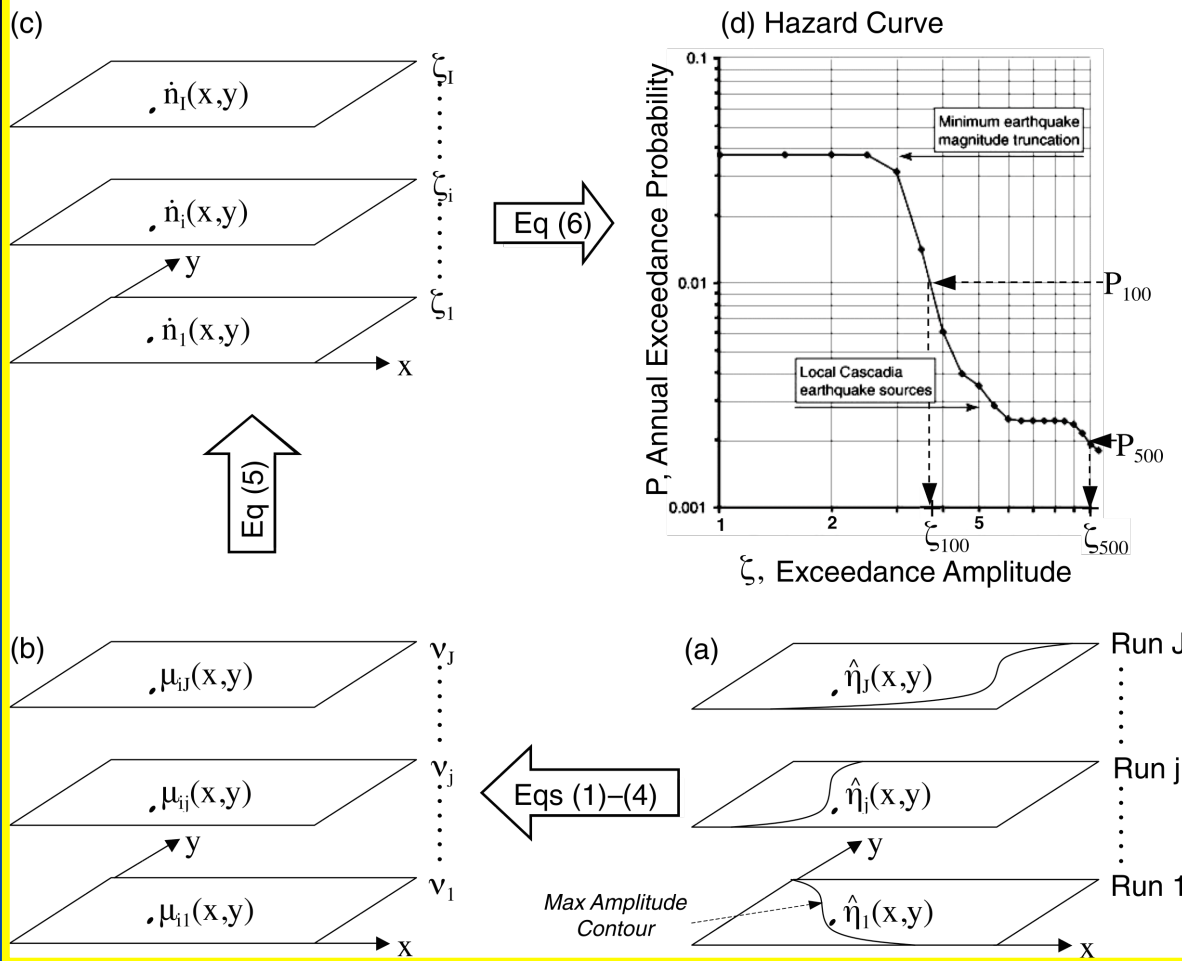 (c)
ζI
ṅI(x,y)
ζi
ṅi(x,y)
y
ζ1
ṅ1(x,y)
x
Eq (6)
Eq (5)
(d) Hazard Curve
P, Annual Exceedance Probability
0.1
0.01
0.001
Minimum earthquake
magnitude truncation
P100
Local Cascadia
earthquake sources
P500
1
2
5
ζ100
ζ500
ζ, Exceedance Amplitude
(b)
νJ
μiJ(x,y)
νj
μij(x,y)
y
ν1
μi1(x,y)
x
Eqs (1)–(4)
(a)
Run J
η̂J(x,y)
Run j
η̂j(x,y)
y
Run 1
Max Amplitude
Contour
η̂1(x,y)
x